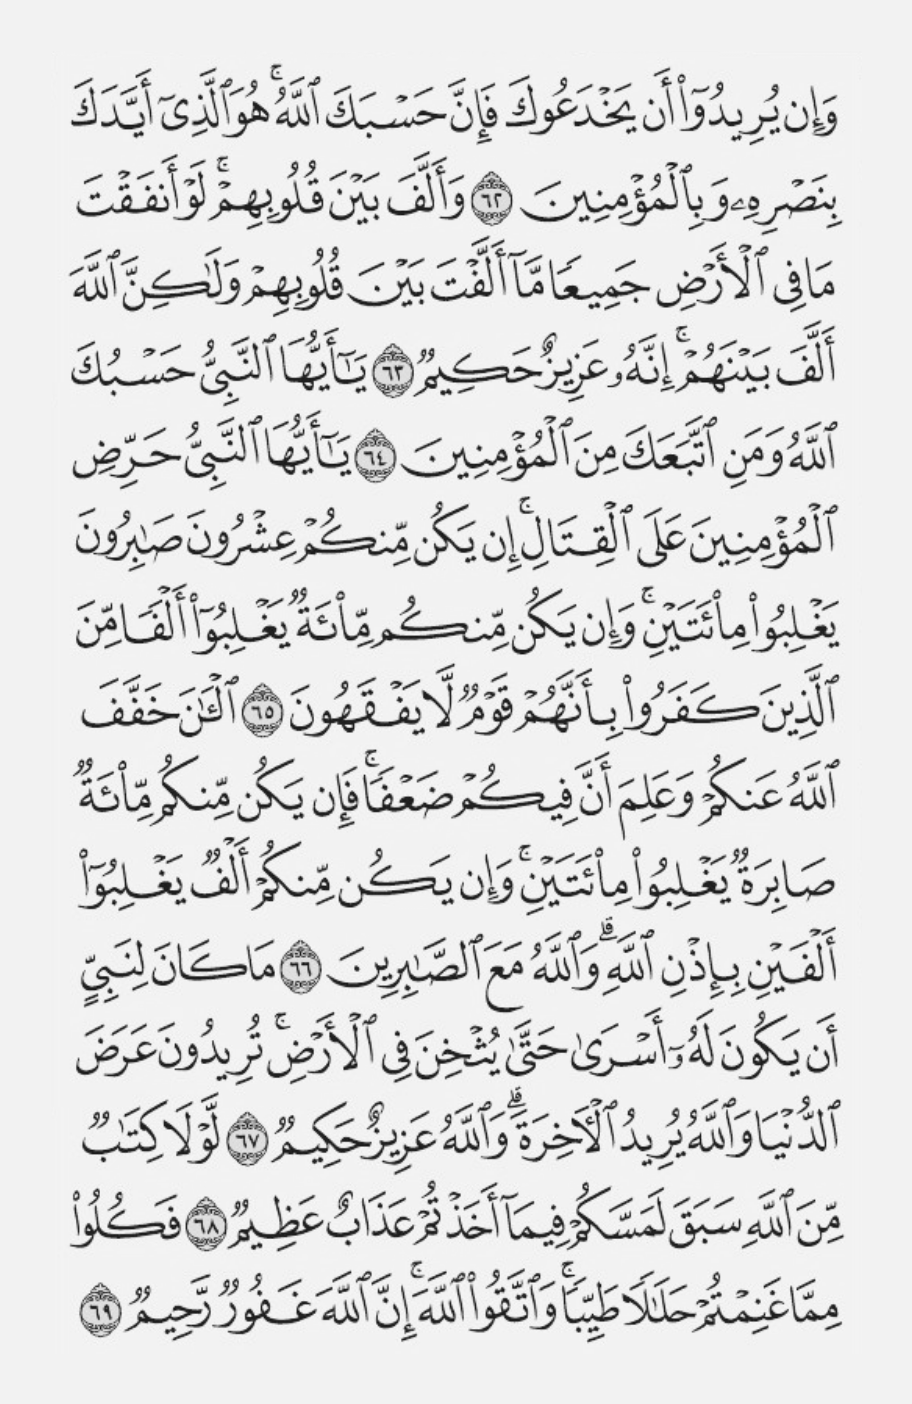 وَإِن يُرِيدُوٓا۟ أَن يَخْدَعُوكَ فَإِنَّ حَسْبَكَ ٱللَّهُ ۚ هُوَ ٱلَّذِىٓ أَيَّدَكَ
بِنَصْرِهِۦ وَبِٱلْمُؤْمِنِينَ ٦٢ وَأَلَّفَ بَيْنَ قُلُوبِهِمْ ۚ لَوْ أَنفَقْتَ
مَا فِى ٱلْأَرْضِ جَمِيعًا مَّآ أَلَّفْتَ بَيْنَ قُلُوبِهِمْ وَلَـٰكِنَّ ٱللَّهَ
أَلَّفَ بَيْنَهُمْ ۚ إِنَّهُۥ عَزِيزٌ حَكِيمٌ ٦٣ يَـٰٓأَيُّهَا ٱلنَّبِىُّ حَسْبُكَ
ٱللَّهُ وَمَنِ ٱتَّبَعَكَ مِنَ ٱلْمُؤْمِنِينَ ٦٤ يَـٰٓأَيُّهَا ٱلنَّبِىُّ حَرِّضِ
ٱلْمُؤْمِنِينَ عَلَى ٱلْقِتَالِ ۚ إِن يَكُن مِّنكُمْ عِشْرُونَ صَـٰبِرُونَ
يَغْلِبُوا۟ مِا۟ئَتَيْنِ ۚ وَإِن يَكُن مِّنكُم مِّا۟ئَةٌ يَغْلِبُوٓا۟ أَلْفًا مِّنَ
ٱلَّذِينَ كَفَرُوا۟ بِأَنَّهُمْ قَوْمٌ لَّا يَفْقَهُونَ ٦٥ ٱلْـَٔـٰنَ خَفَّفَ
ٱللَّهُ عَنكُمْ وَعَلِمَ أَنَّ فِيكُمْ ضَعْفًا ۚ فَإِن يَكُن مِّنكُم مِّا۟ئَةٌ
صَابِرَةٌ يَغْلِبُوا۟ مِا۟ئَتَيْنِ ۚ وَإِن يَكُن مِّنكُمْ أَلْفٌ يَغْلِبُوٓا۟
أَلْفَيْنِ بِإِذْنِ ٱللَّهِ ۗ وَٱللَّهُ مَعَ ٱلصَّـٰبِرِينَ ٦٦ مَا كَانَ لِنَبِىٍّ
أَن يَكُونَ لَهُۥٓ أَسْرَىٰ حَتَّىٰ يُثْخِنَ فِى ٱلْأَرْضِ ۚ تُرِيدُونَ عَرَضَ
ٱلدُّنْيَا وَٱللَّهُ يُرِيدُ ٱلْـَٔاخِرَةَ ۗ وَٱللَّهُ عَزِيزٌ حَكِيمٌ ٦٧ لَّوْلَا كِتَـٰبٌ
مِّنَ ٱللَّهِ سَبَقَ لَمَسَّكُمْ فِيمَآ أَخَذْتُمْ عَذَابٌ عَظِيمٌ ٦٨ فَكُلُوا۟
مِمَّا غَنِمْتُمْ حَلَـٰلًا طَيِّبًا ۚ وَٱتَّقُوا۟ ٱللَّهَ ۚ إِنَّ ٱللَّهَ غَفُورٌ رَّحِيمٌ ٦٩